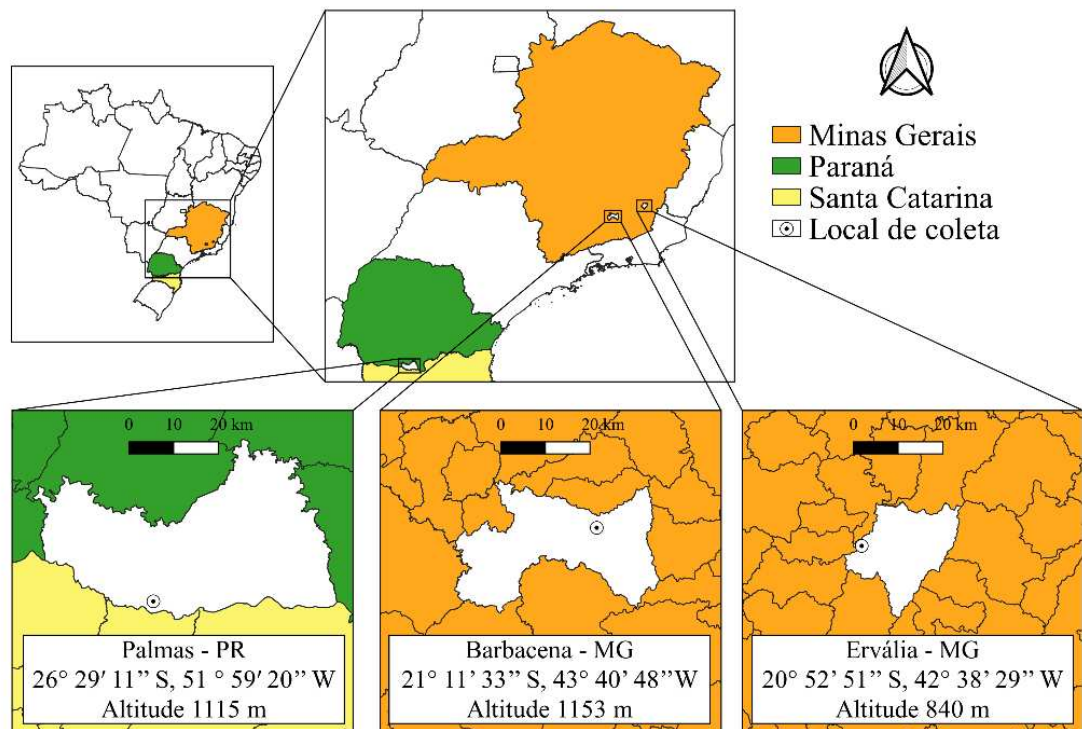 Minas Gerais
Paraná
Santa Catarina
Local de coleta
0 10 20 km
Palmas - PR
26° 29′ 11’’ S, 51 ° 59′ 20’’ W
Altitude 1115 m
0 10 20 km
Barbacena - MG
21° 11’ 33’’ S, 43° 40’ 48’’W
Altitude 1153 m
0 10 20 km
Ervália - MG
20° 52’ 51’’ S, 42° 38’ 29’’ W
Altitude 840 m